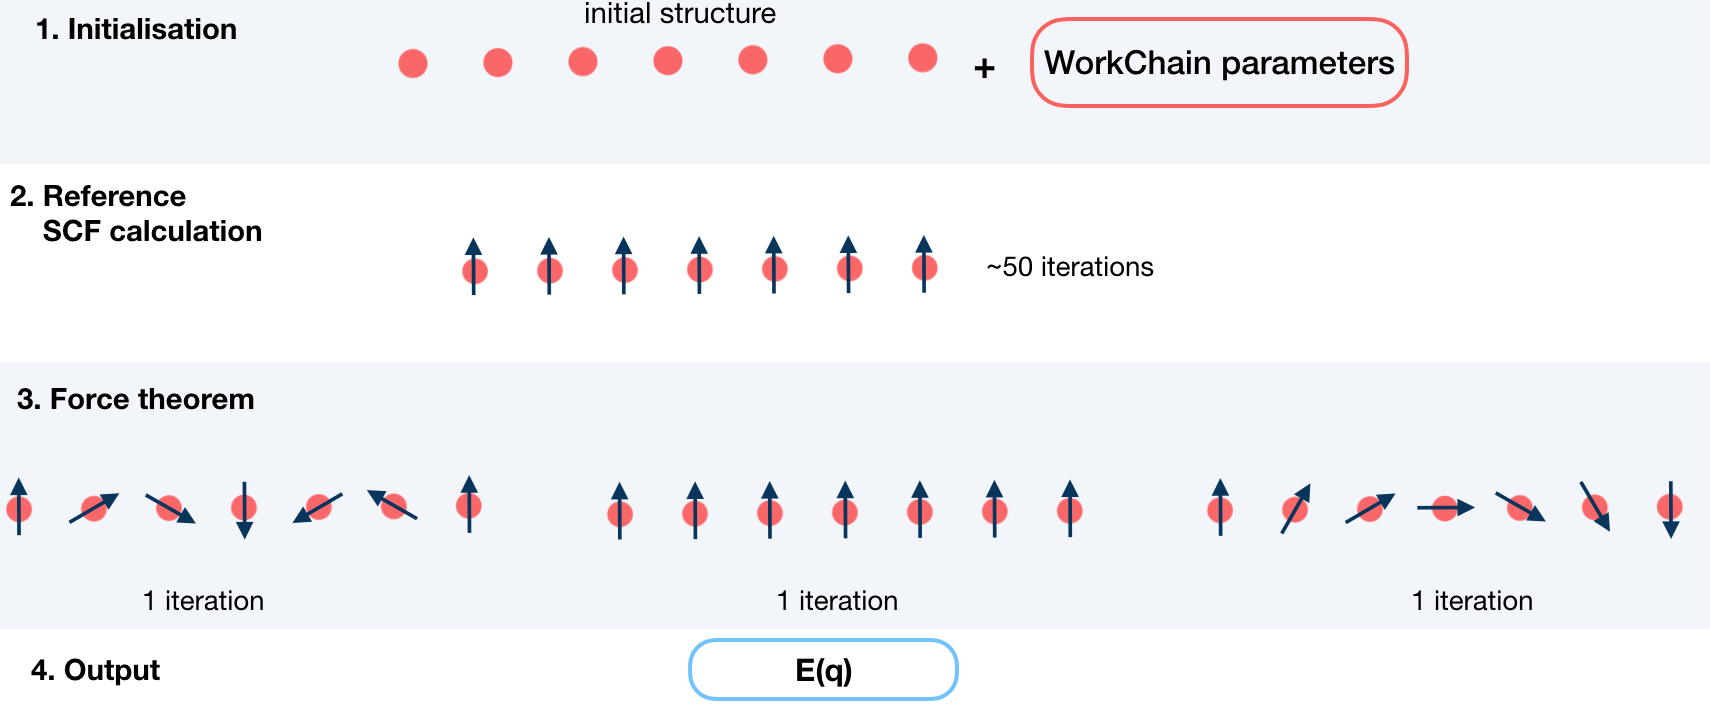 initial structure
1. Initialisation
+
WorkChain parameters
2. Reference
SCF calculation
~50 iterations
3. Force theorem
1 iteration
1 iteration
1 iteration
4. Output
E(q)